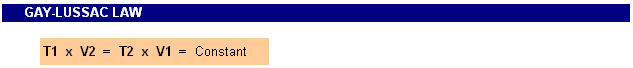 GAY-LUSSAC LAW
T1 x V2 = T2 x V1 = Constant